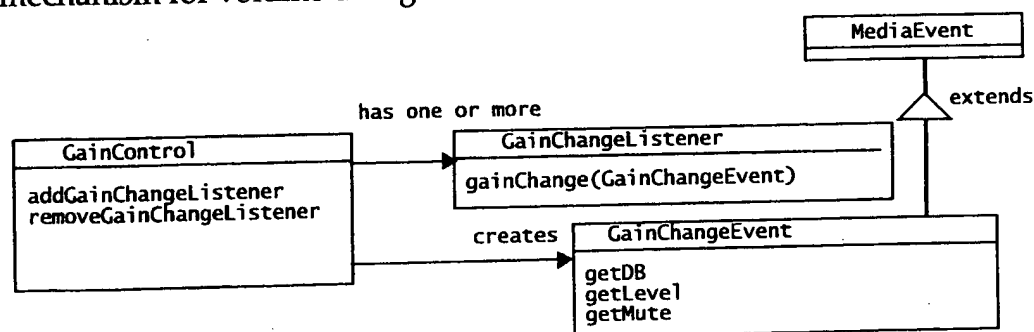 mechanism for volume
MediaEvent
extends
has one or more
GainControl
addGainChangeListener
removeGainChangeListener
GainChangeListener
gainChange(GainChangeEvent)
creates
GainChangeEvent
getDB
getLevel
getMute